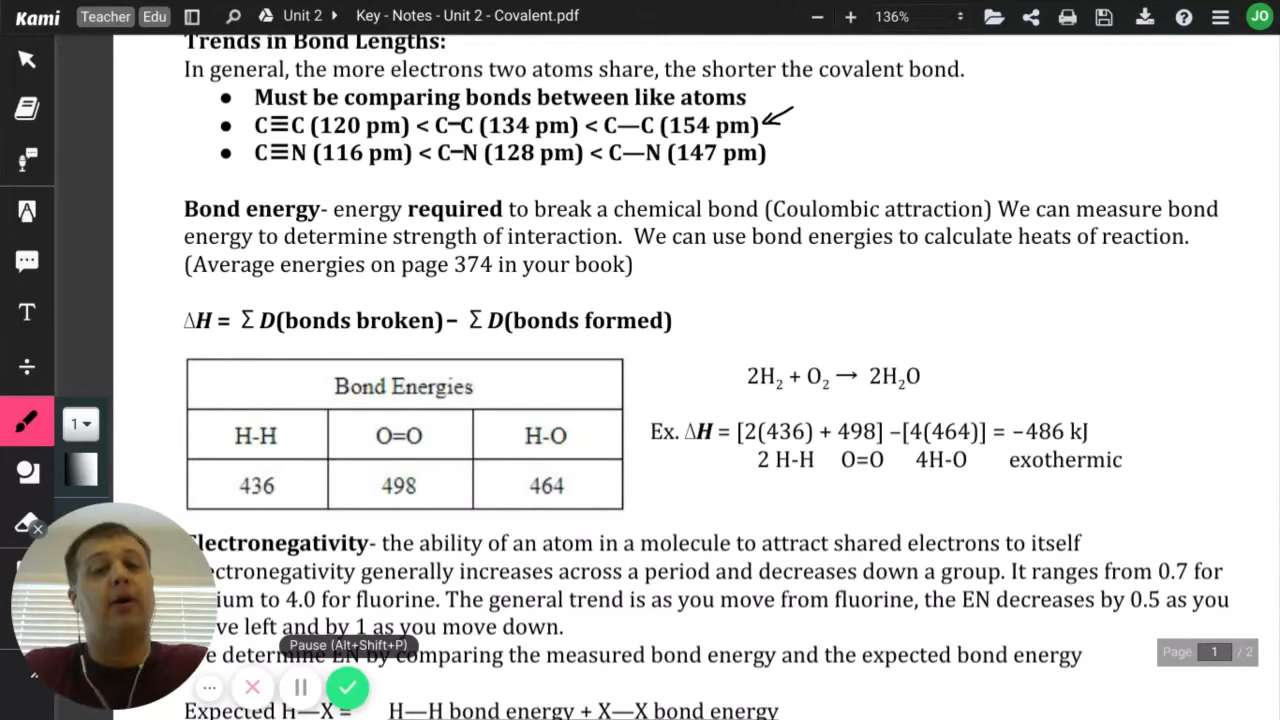 Kami Teacher Edu Unit 2 Key - Notes - Unit 2 - Covalent.pdf 136% JO
Trends in Bond Lengths:
In general, the more electrons two atoms share, the shorter the covalent bond.
● Must be comparing bonds between like atoms
● C≡C (120 pm) < C–C (134 pm) < C—C (154 pm)
● C≡N (116 pm) < C–N (128 pm) < C—N (147 pm)
Bond energy- energy required to break a chemical bond (Coulombic attraction) We can measure bond
energy to determine strength of interaction. We can use bond energies to calculate heats of reaction.
(Average energies on page 374 in your book)
∆H = Σ D(bonds broken) – Σ D(bonds formed)
Bond Energies
H-H O=O H-O
436 498 464
2H₂ + O₂ → 2H₂O
Ex. ∆H = [2(436) + 498] –[4(464)] = –486 kJ
2 H-H O=O 4H-O exothermic
lectronegativity- the ability of an atom in a molecule to attract shared electrons to itself
ectronegativity generally increases across a period and decreases down a group. It ranges from 0.7 for
ium to 4.0 for fluorine. The general trend is as you move from fluorine, the EN decreases by 0.5 as you
ve left and by 1 as you move down.
Pause (Alt+Shift+P)
e determine EN by comparing the measured bond energy and the expected bond energy
Page 1 / 2
Expected H—X = H—H bond energy + X—X bond energy
1